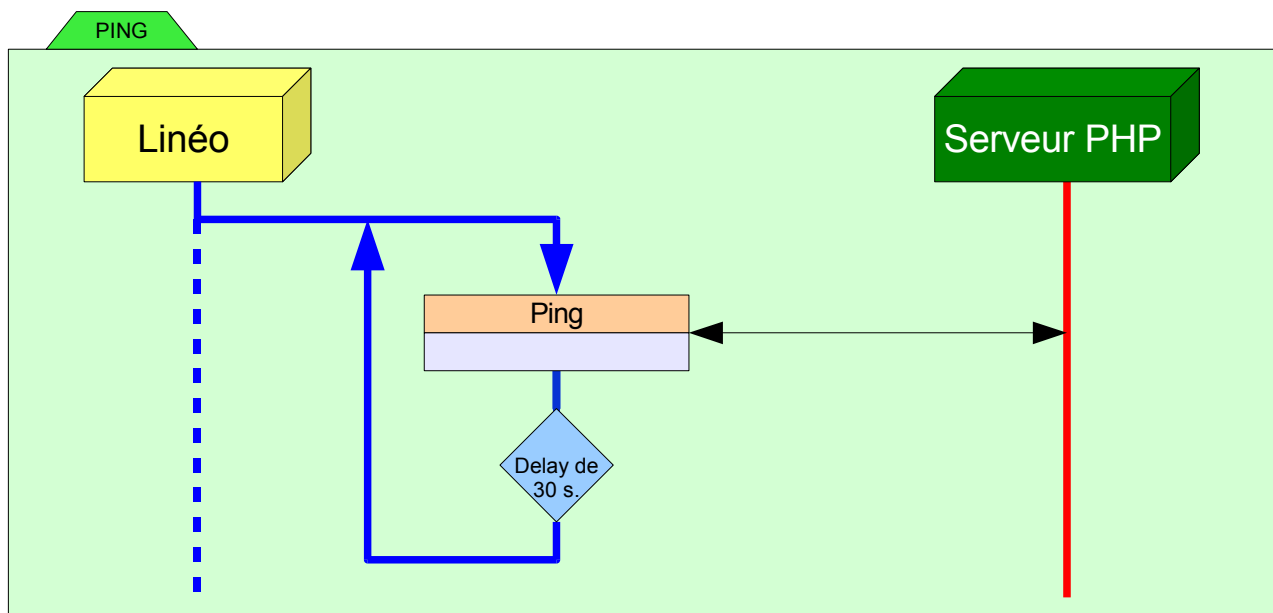 PING
Linéo
Serveur PHP
Ping
Delay de
30 s.